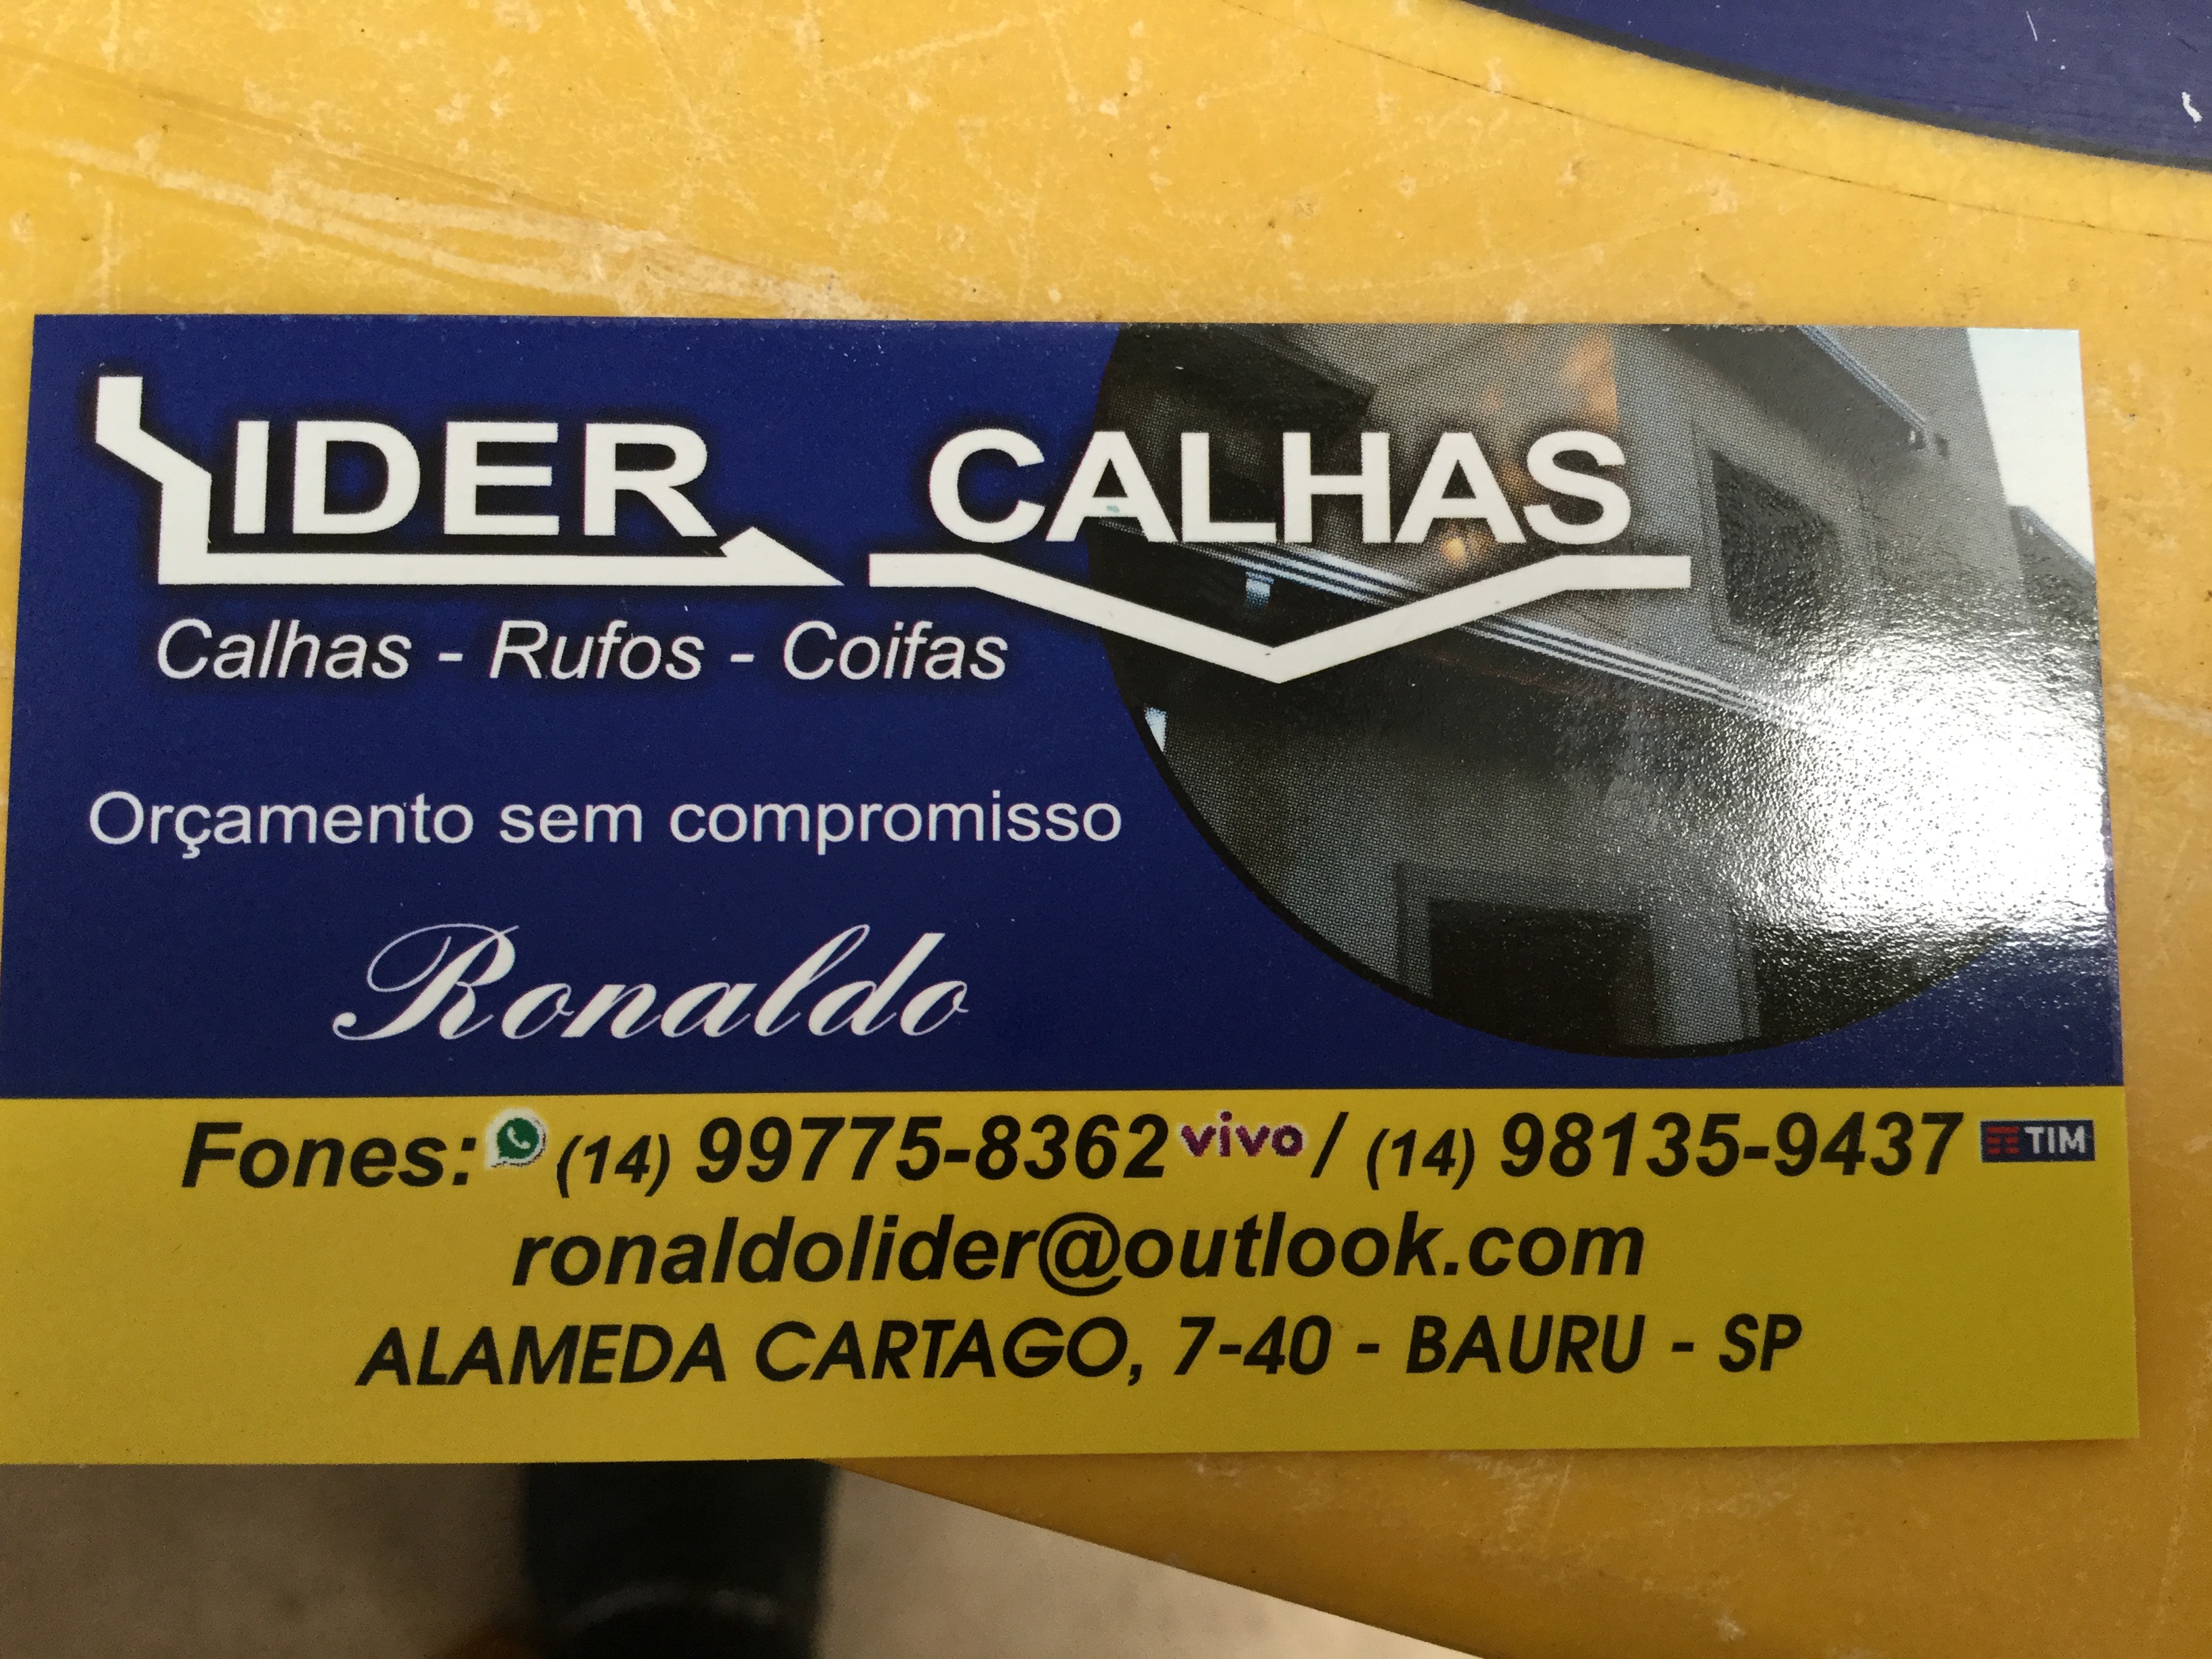 LIDER CALHAS
Calhas - Rufos - Coifas
Orçamento sem compromisso
Ronaldo
Fones: (14) 99775-8362 vivo / (14) 98135-9437 TIM
ronaldolider@outlook.com
ALAMEDA CARTAGO, 7-40 - BAURU - SP